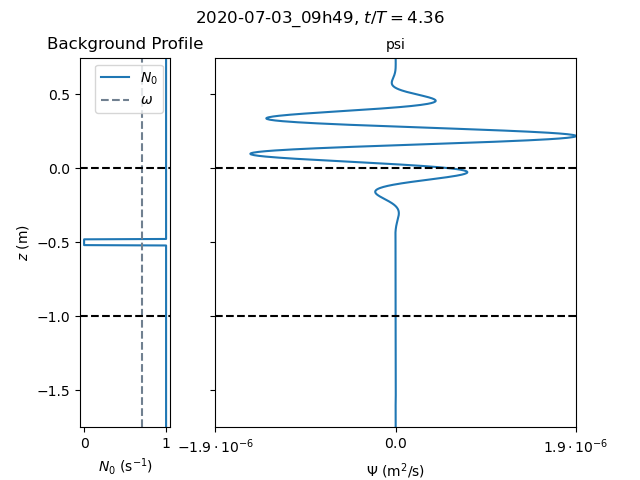 2020-07-03_09h49, t/T = 4.36
Background Profile
psi
N₀
ω
0.5
0.0
−0.5
−1.0
−1.5
z (m)
0 1
−1.9 · 10⁻⁶ 0.0 1.9 · 10⁻⁶
N₀ (s⁻¹)
Ψ (m²/s)